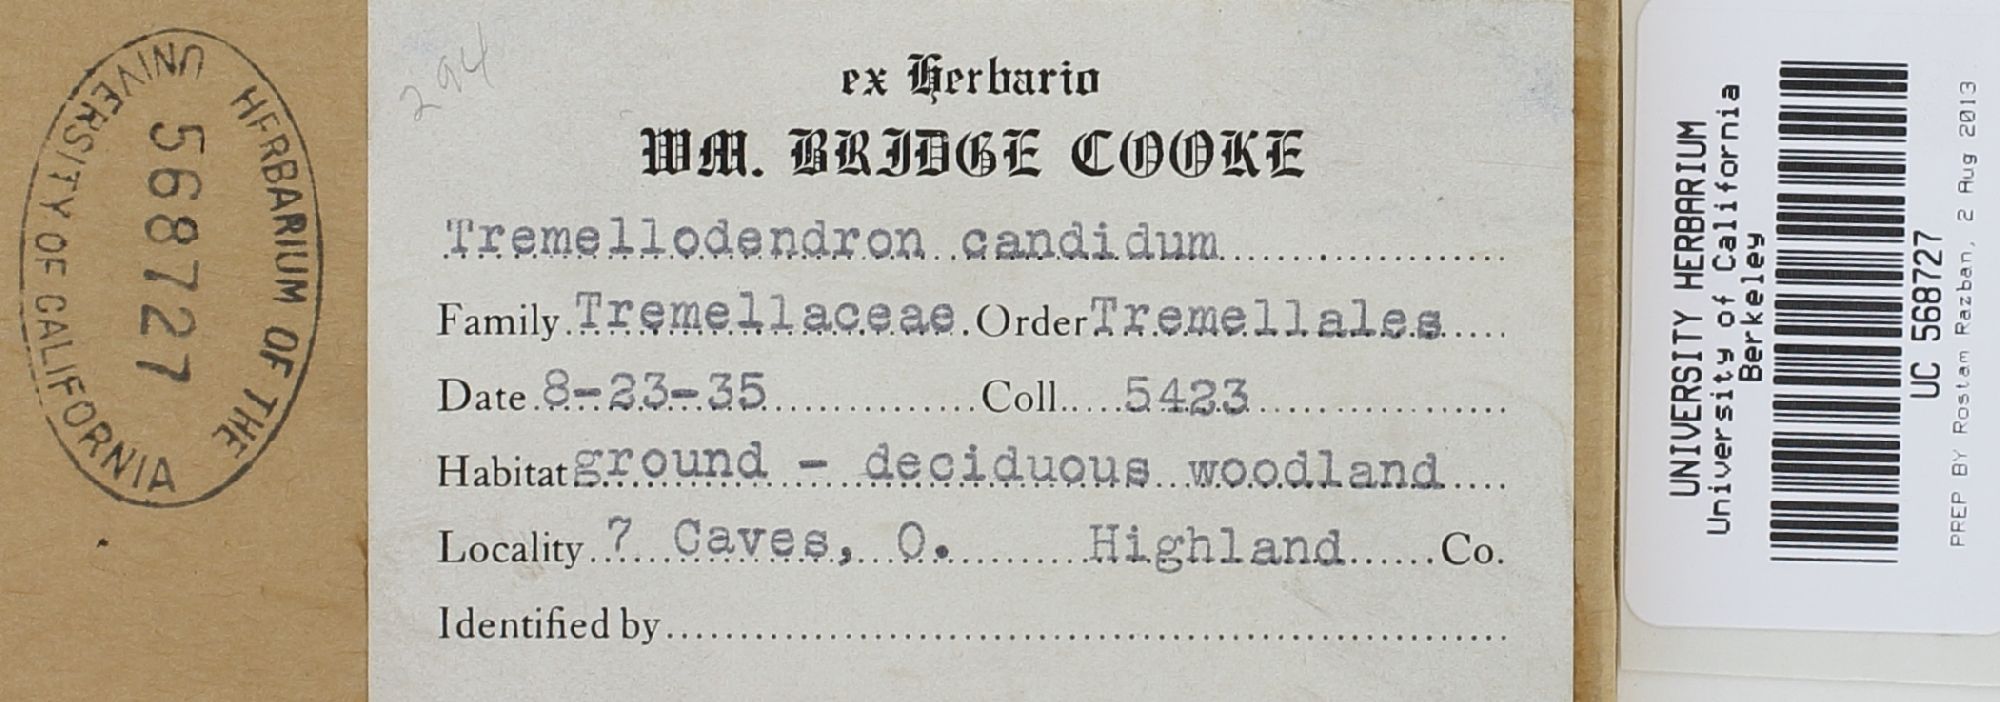 HERBARIUM OF THE
UNIVERSITY OF CALIFORNIA
568727
294
ex Herbario
WM. BRIDGE COOKE
Tremellodendron candidum
Family Tremellaceae Order Tremellales
Date 8-23-35 Coll. 5423
Habitat ground - deciduous woodland
Locality 7 Caves, O. Highland Co.
Identified by
UNIVERSITY HERBARIUM
University of California
Berkeley
UC 568727
PREP BY Rostam Razban, 2 Aug 2013